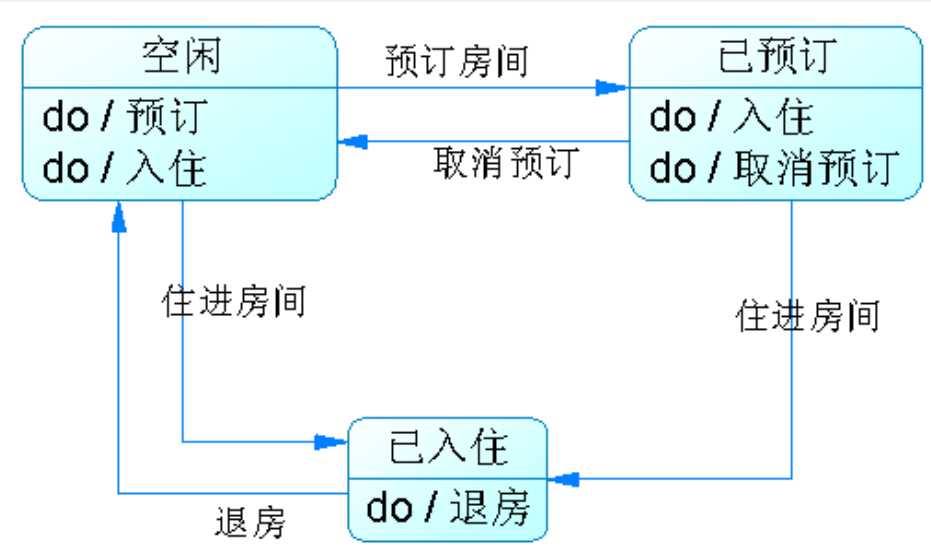 空闲
do / 预订
do / 入住
预订房间
取消预订
已预订
do / 入住
do / 取消预订
住进房间
住进房间
已入住
do / 退房
退房